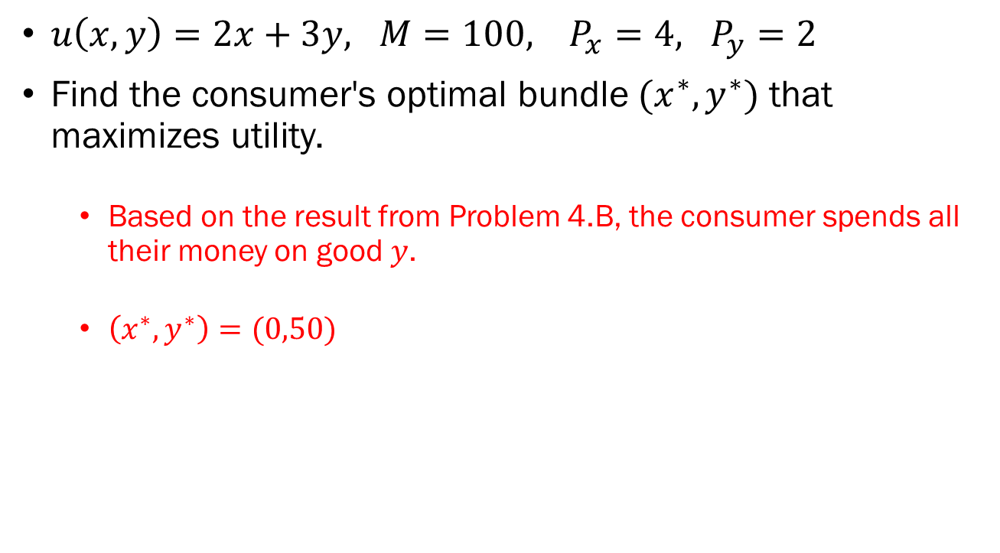 • u(x, y) = 2x + 3y, M = 100, Pₓ = 4, P_y = 2
• Find the consumer's optimal bundle (x*, y*) that
maximizes utility.
• Based on the result from Problem 4.B, the consumer spends all
their money on good y.
• (x*, y*) = (0,50)